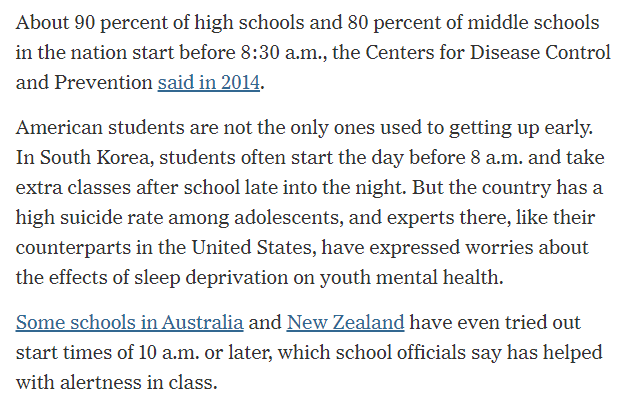 About 90 percent of high schools and 80 percent of middle schools
in the nation start before 8:30 a.m., the Centers for Disease Control
and Prevention said in 2014.
American students are not the only ones used to getting up early.
In South Korea, students often start the day before 8 a.m. and take
extra classes after school late into the night. But the country has a
high suicide rate among adolescents, and experts there, like their
counterparts in the United States, have expressed worries about
the effects of sleep deprivation on youth mental health.
Some schools in Australia and New Zealand have even tried out
start times of 10 a.m. or later, which school officials say has helped
with alertness in class.